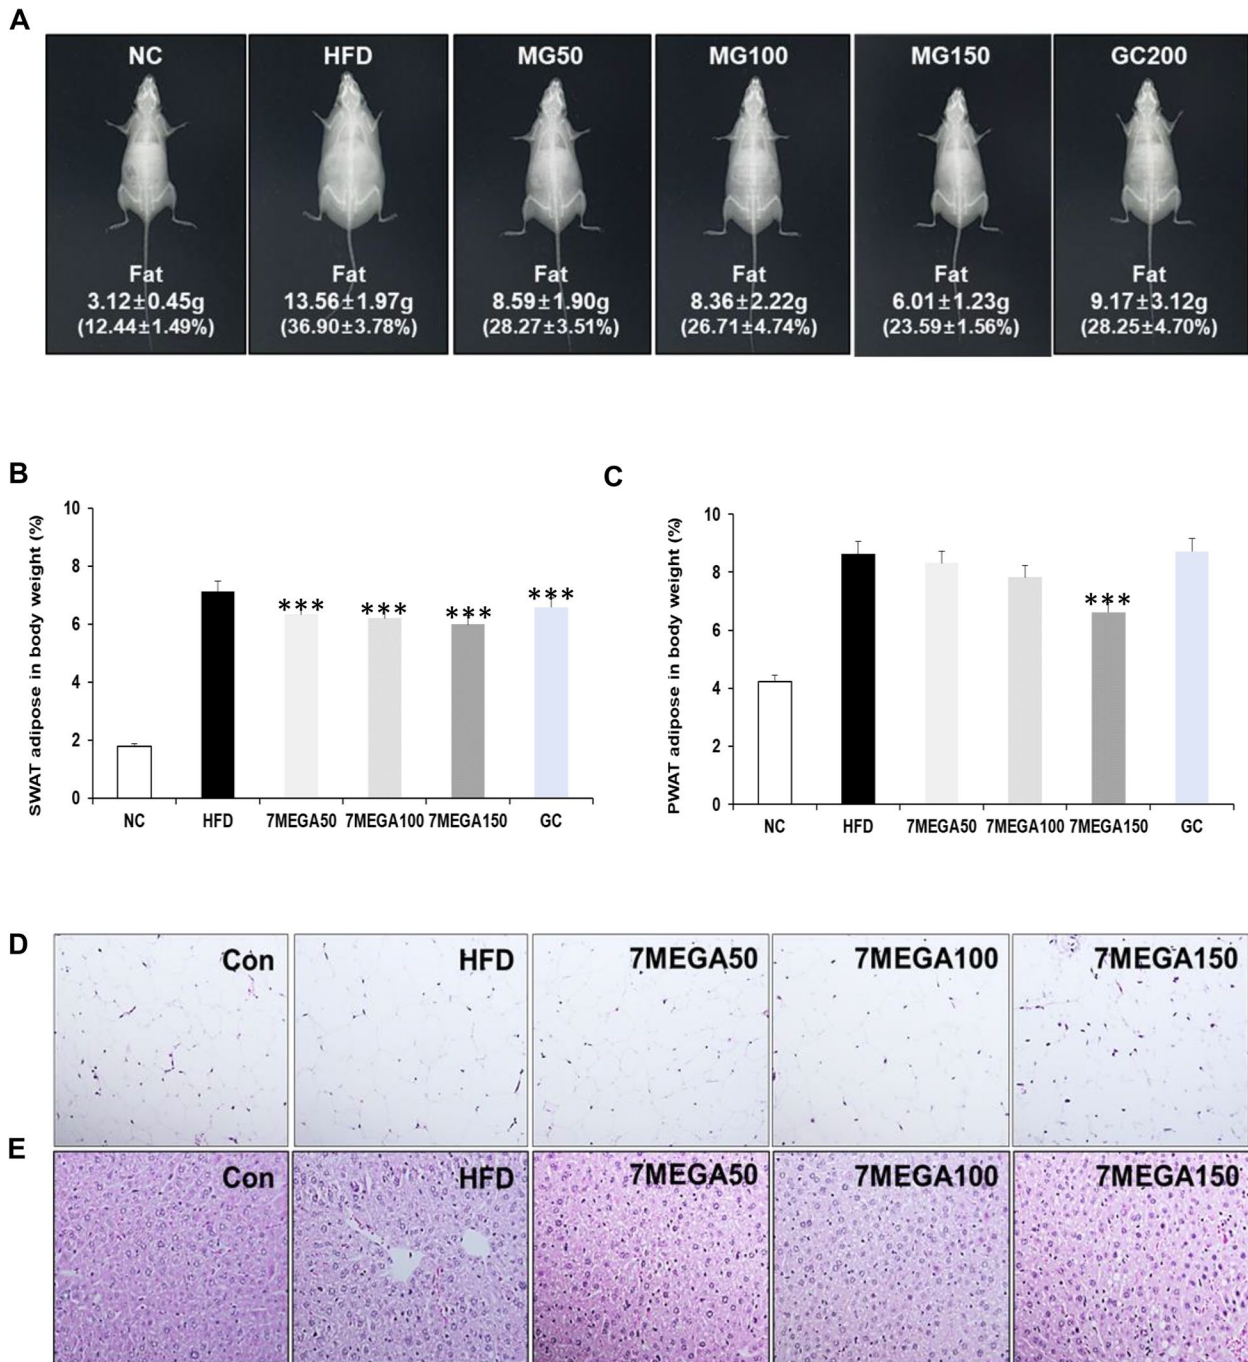 A
NC
Fat
3.12±0.45g
(12.44±1.49%)
HFD
Fat
13.56±1.97g
(36.90±3.78%)
MG50
Fat
8.59±1.90g
(28.27±3.51%)
MG100
Fat
8.36±2.22g
(26.71±4.74%)
MG150
Fat
6.01±1.23g
(23.59±1.56%)
GC200
Fat
9.17±3.12g
(28.25±4.70%)
B
SWAT adipose in body weight (%)
10
8
6
4
2
0
***
***
***
***
NC HFD 7MEGA50 7MEGA100 7MEGA150 GC
C
PWAT adipose in body weight (%)
10
8
6
4
2
0
***
NC HFD 7MEGA50 7MEGA100 7MEGA150 GC
D
Con HFD 7MEGA50 7MEGA100 7MEGA150
E
Con HFD 7MEGA50 7MEGA100 7MEGA150